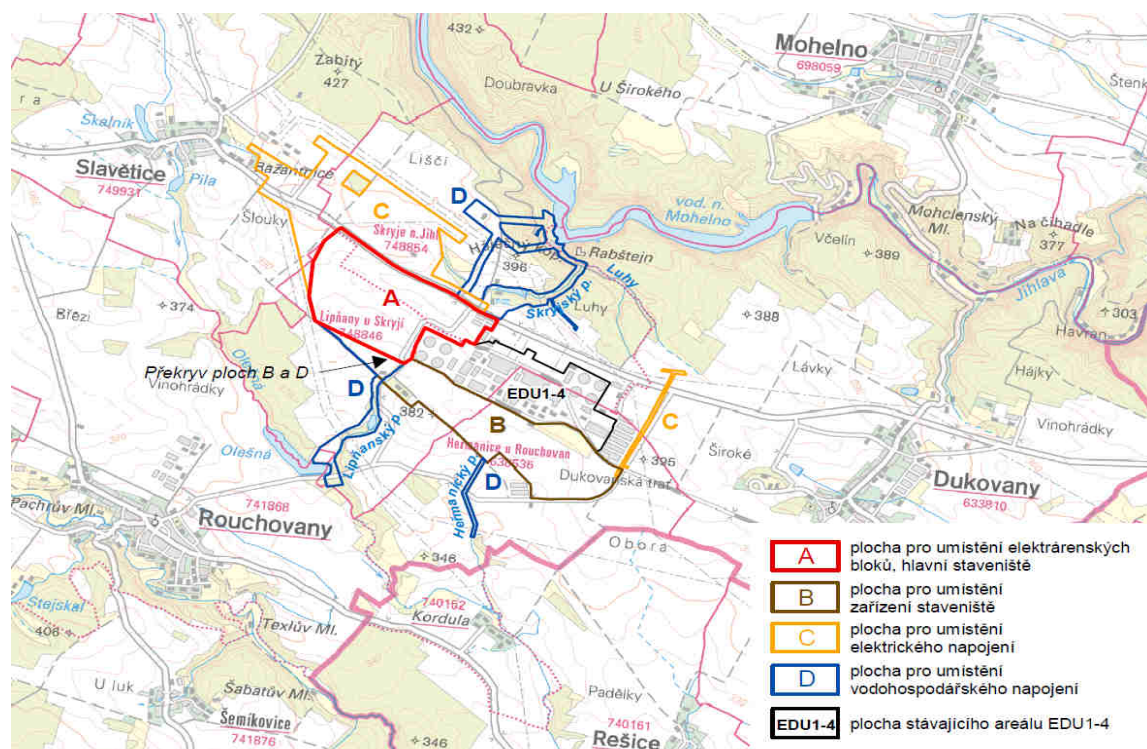 432
Zabitý
427
Doubravka
U Širokého
Mohelno
698059
Skalník
Slavětice
749931
Pila
Bažantnice
Liščí
Šlouky
C
D
Skryje n.Jihl.
748854
396
vod. n.
Mohelno
Rabštejn
Luhy
Luhy
Skryjský p.
Včelín
389
Mohelenský
Ml.
Na čihadle
377
Jihlava
303
Havran
Hájky
388
374
Březí
A
Lipňany u Skryjí
748846
Olešná
Překryv ploch B a D
Vinohrádky
D
382
Lipňanský p.
EDU1-4
B
Heřmanice u Rouchovan
638536
C
395
Lávky
Široké
Vinohrádky
Dukovany
633810
Dukovanská trať
D
Heřmanický p.
Olešná
741868
Pachrův Ml.
Rouchovany
346
Obora
Stejskal
406
Texlův Ml.
740162
Kordula
U luk
Šabatův Ml.
Šemíkovice
741876
346
Padělky
740161
Rešice
A plocha pro umístění elektrárenských
bloků, hlavní staveniště
B plocha pro umístění
zařízení staveniště
C plocha pro umístění
elektrického napojení
D plocha pro umístění
vodohospodářského napojení
EDU1-4 plocha stávajícího areálu EDU1-4